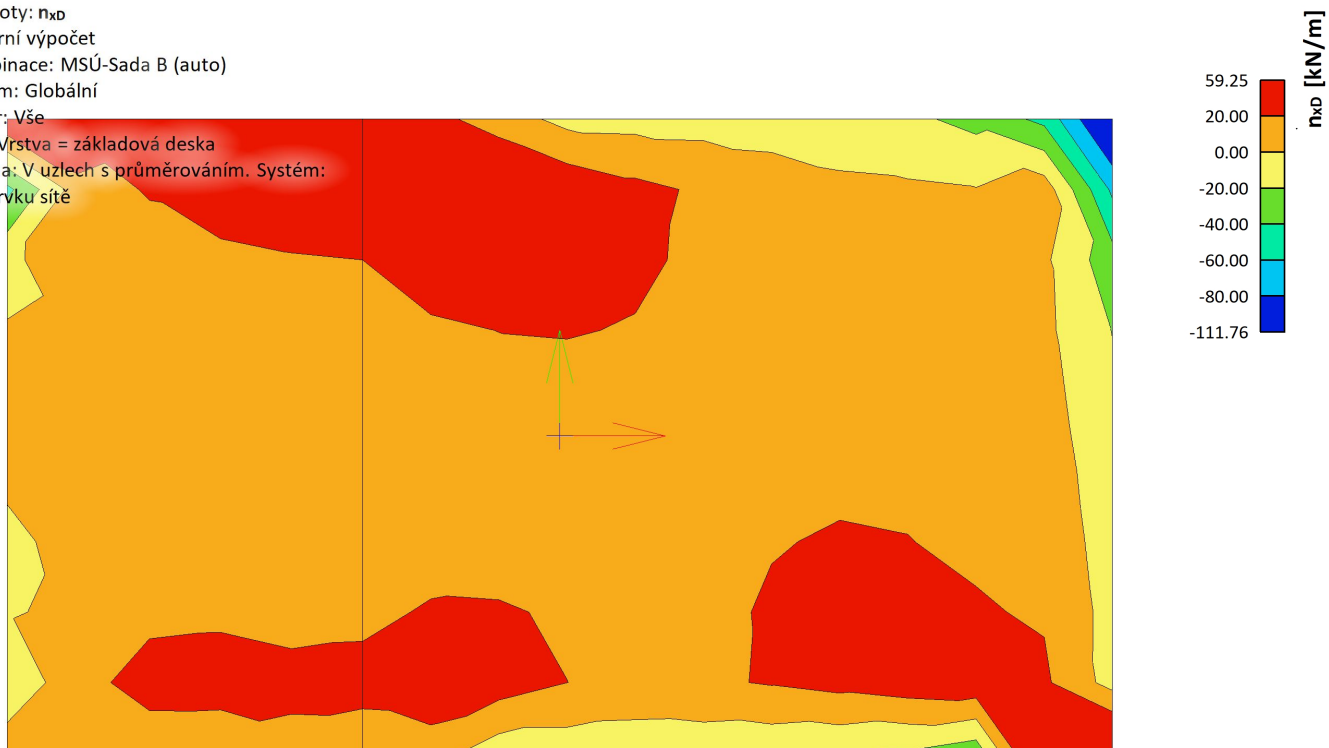 oty: nxD
rní výpočet
inace: MSÚ-Sada B (auto)
m: Globální
: Vše
Vrstva = základová deska
a: V uzlech s průměrováním. Systém:
rvku sítě
59.25
20.00
0.00
-20.00
-40.00
-60.00
-80.00
-111.76
nxD [kN/m]